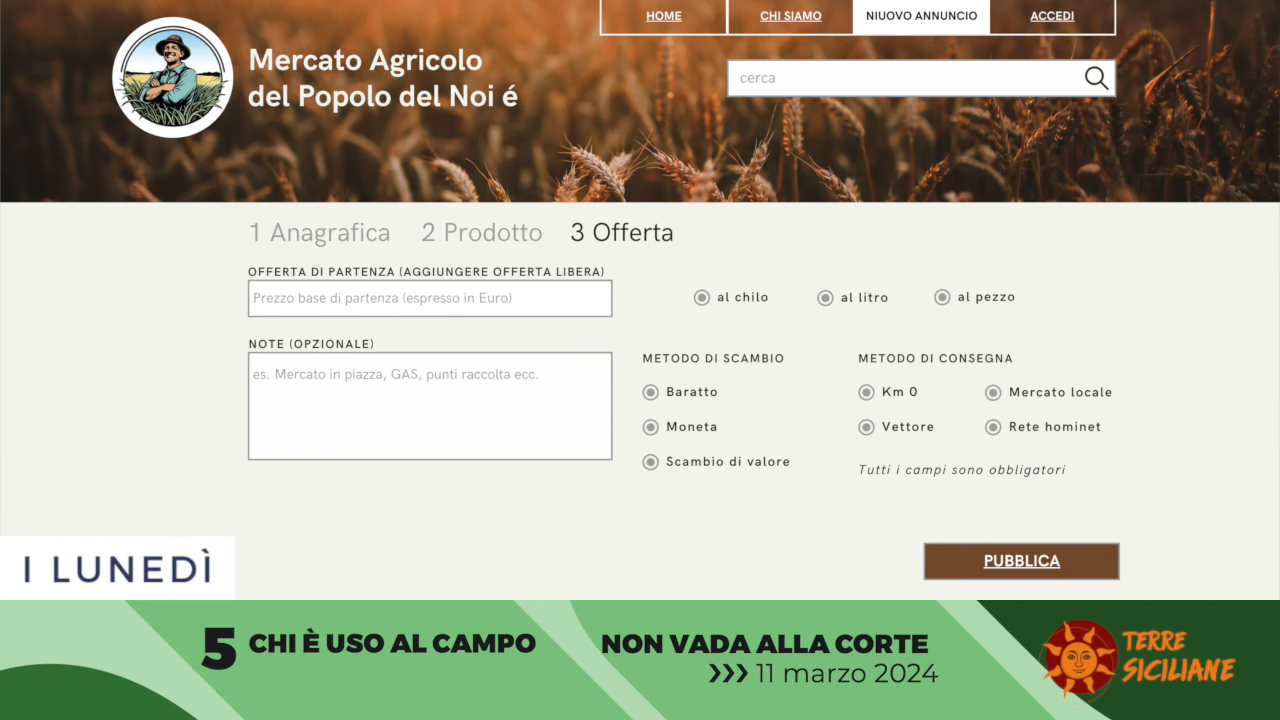 HOME
CHI SIAMO
NIUOVO ANNUNCIO
ACCEDI
Mercato Agricolo
del Popolo del Noi é
cerca
1 Anagrafica 2 Prodotto 3 Offerta
OFFERTA DI PARTENZA (AGGIUNGERE OFFERTA LIBERA)
Prezzo base di partenza (espresso in Euro)
al chilo
al litro
al pezzo
NOTE (OPZIONALE)
es. Mercato in piazza, GAS, punti raccolta ecc.
METODO DI SCAMBIO
Baratto
Moneta
Scambio di valore
METODO DI CONSEGNA
Km 0
Mercato locale
Vettore
Rete hominet
Tutti i campi sono obbligatori
PUBBLICA
I LUNEDÌ
5 CHI È USO AL CAMPO
NON VADA ALLA CORTE
11 marzo 2024
TERRE
SICILIANE